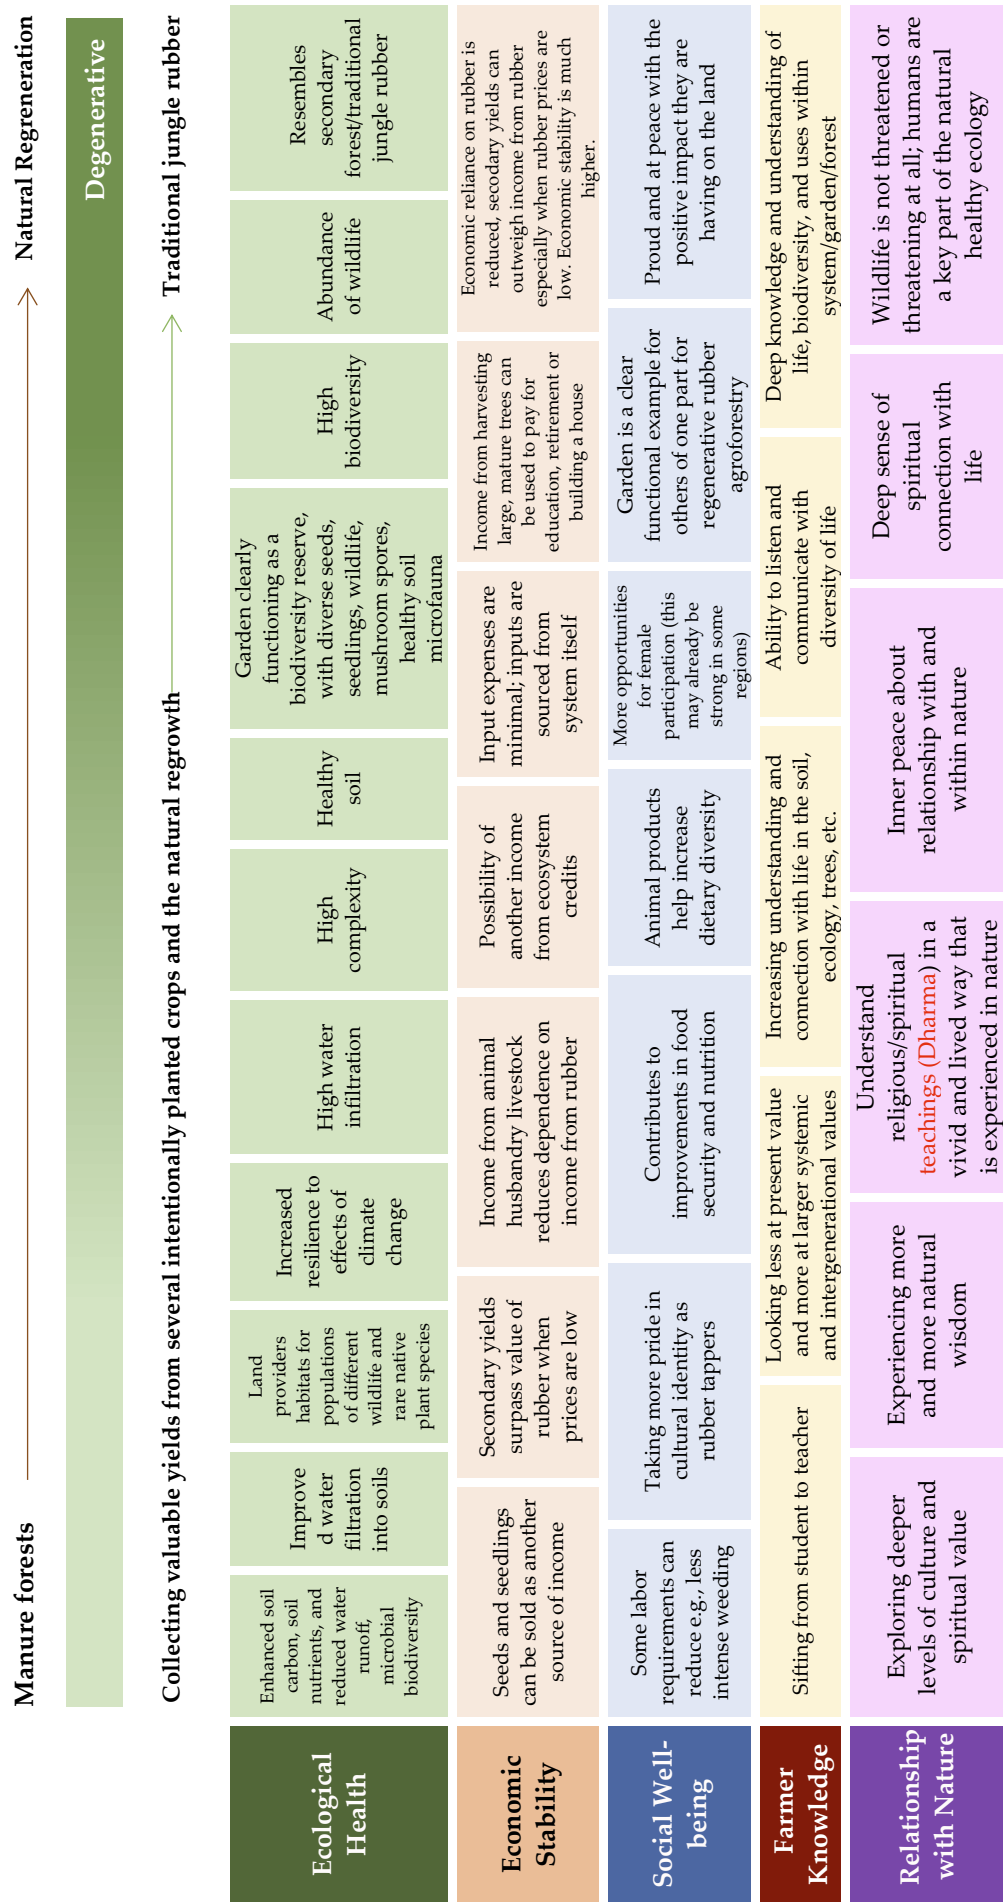 Manure forests
Natural Regreneration
Degenerative
Collecting valuable yields from several intentionally planted crops and the natural regrowth
Traditional jungle rubber
Ecological
Health
Enhanced soil
carbon, soil
nutrients, and
reduced water
runoff,
microbial
biodiversity
Improve
d water
filtration
into soils
Land
providers
habitats for
populations
of different
wildlife and
rare native
plant species
Increased
resilience to
effects of
climate
change
High water
infiltration
High
complexity
Healthy
soil
Garden clearly
functioning as a
biodiversity reserve,
with diverse seeds,
seedlings, wildlife,
mushroom spores,
healthy soil
microfauna
High
biodiversity
Abundance
of wildlife
Resembles
secondary
forest/traditional
jungle rubber
Economic
Stability
Seeds and seedlings
can be sold as another
source of income
Secondary yields
surpass value of
rubber when
prices are low
Income from animal
husbandry livestock
reduces dependence on
income from rubber
Possibility of
another income
from ecosystem
credits
Input expenses are
minimal; inputs are
sourced from
system itself
Income from harvesting
large, mature trees can
be used to pay for
education, retirement or
building a house
Economic reliance on rubber is
reduced, secodary yields can
outweigh income from rubber
especially when rubber prices are
low. Economic stability is much
higher.
Social Well-
being
Some labor
requirements can
reduce e.g., less
intense weeding
Taking more pride in
cultural identity as
rubber tappers
Contributes to
improvements in food
security and nutrition
Animal products
help increase
dietary diversity
More opportunities
for female
participation (this
may already be
strong in some
regions)
Garden is a clear
functional example for
others of one part for
regenerative rubber
agroforestry
Proud and at peace with the
positive impact they are
having on the land
Farmer
Knowledge
Sifting from student to teacher
Looking less at present value
and more at larger systemic
and intergenerational values
Increasing understanding and
connection with life in the soil,
ecology, trees, etc.
Ability to listen and
communicate with
diversity of life
Deep knowledge and understanding of
life, biodiversity, and uses within
system/garden/forest
Relationship
with Nature
Exploring deeper
levels of culture and
spiritual value
Experiencing more
and more natural
wisdom
Understand
religious/spiritual
teachings (Dharma) in a
vivid and lived way that
is experienced in nature
Inner peace about
relationship with and
within nature
Deep sense of
spiritual
connection with
life
Wildlife is not threatened or
threatening at all; humans are
a key part of the natural
healthy ecology